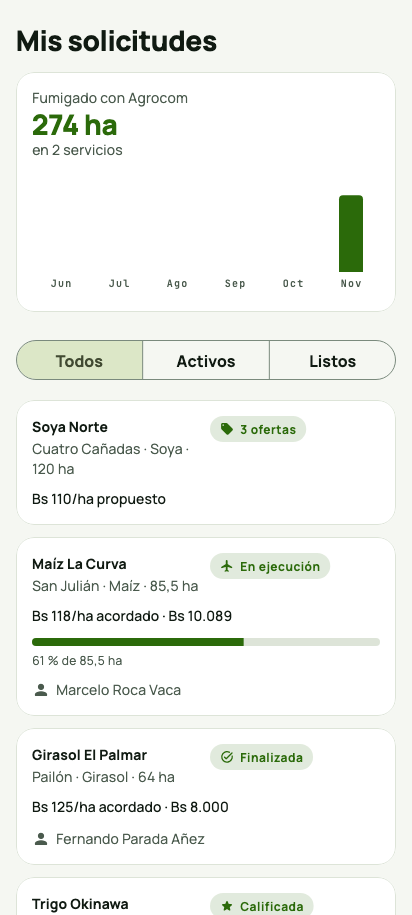 Mis solicitudes
Fumigado con Agrocom
274 ha
en 2 servicios
Jun Jul Ago Sep Oct Nov
Todos Activos Listos
Soya Norte
3 ofertas
Cuatro Cañadas · Soya ·
120 ha
Bs 110/ha propuesto
Maíz La Curva
En ejecución
San Julián · Maíz · 85,5 ha
Bs 118/ha acordado · Bs 10.089
61 % de 85,5 ha
Marcelo Roca Vaca
Girasol El Palmar
Finalizada
Pailón · Girasol · 64 ha
Bs 125/ha acordado · Bs 8.000
Fernando Parada Añez
Trigo Okinawa
Calificada